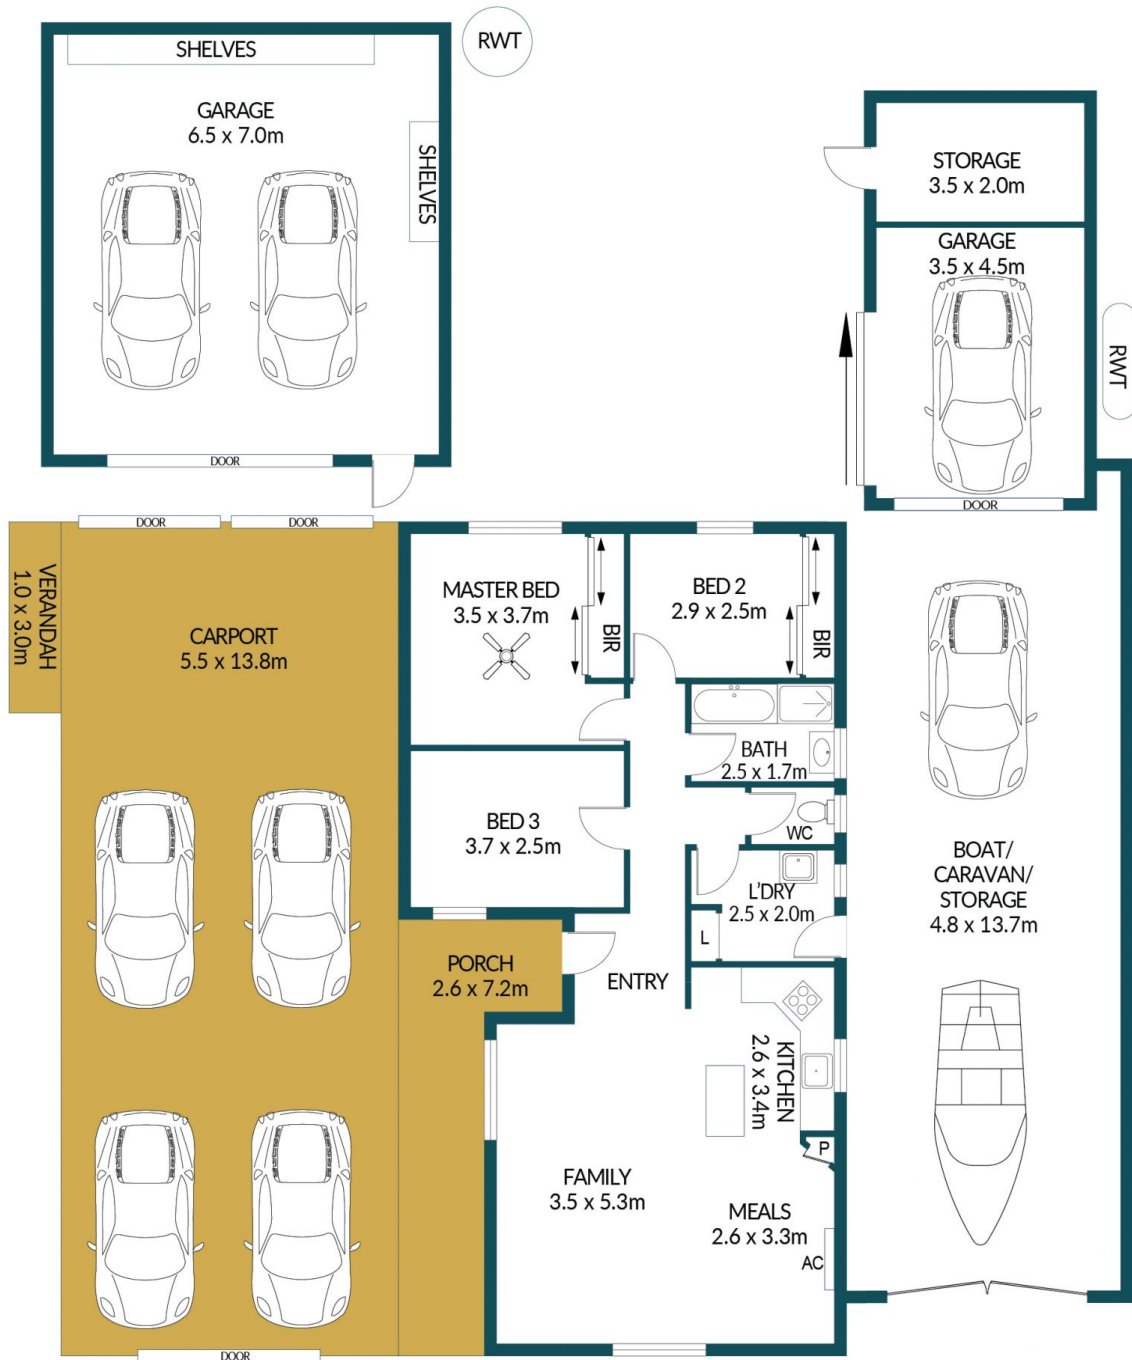 SHELVES
RWT
GARAGE
6.5 x 7.0m
SHELVES
STORAGE
3.5 x 2.0m
GARAGE
3.5 x 4.5m
RWT
DOOR
DOOR
DOOR
DOOR
VERANDAH
1.0 x 3.0m
CARPORT
5.5 x 13.8m
MASTER BED
3.5 x 3.7m
BIR
BED 2
2.9 x 2.5m
BIR
BATH
2.5 x 1.7m
BED 3
3.7 x 2.5m
WC
L'DRY
2.5 x 2.0m
L
BOAT/
CARAVAN/
STORAGE
4.8 x 13.7m
PORCH
2.6 x 7.2m
ENTRY
KITCHEN
2.6 x 3.4m
P
FAMILY
3.5 x 5.3m
MEALS
2.6 x 3.3m
AC
DOOR